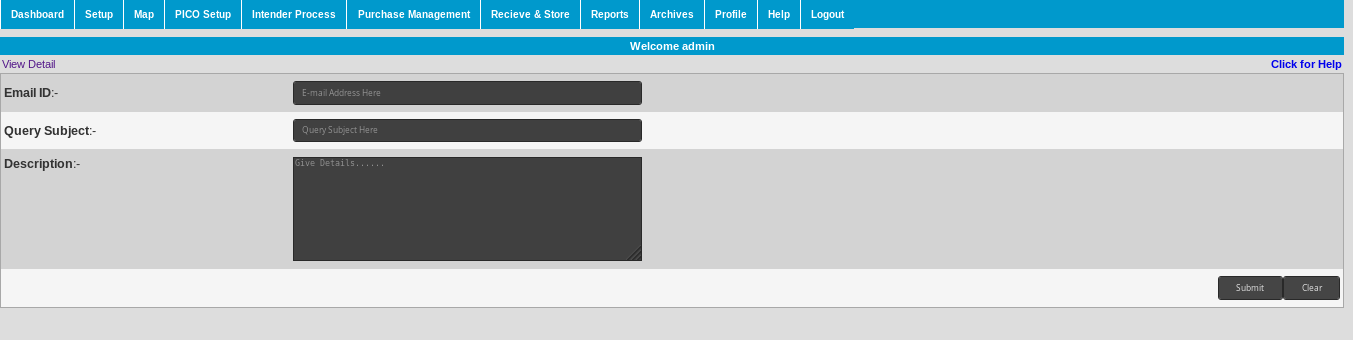 Dashboard Setup Map PICO Setup Intender Process Purchase Management Recieve & Store Reports Archives Profile Help Logout
Welcome admin
View Detail Click for Help
Email ID:- E-mail Address Here
Query Subject:- Query Subject Here
Description:- Give Details......
Submit Clear